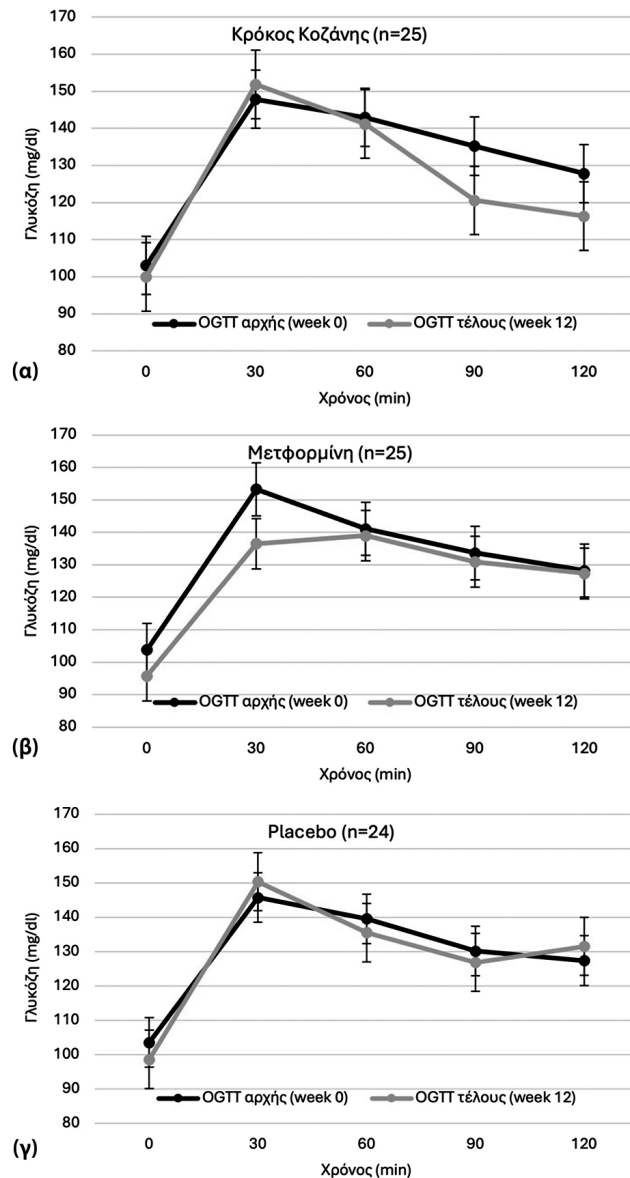 Κρόκος Κοζάνης (n=25)
Γλυκόζη (mg/dl)
170
160
150
140
130
120
110
100
90
80
OGTT αρχής (week 0) OGTT τέλους (week 12)
(α)
0 30 60 90 120
Χρόνος (min)
Μετφορμίνη (n=25)
Γλυκόζη (mg/dl)
170
160
150
140
130
120
110
100
90
80
OGTT αρχής (week 0) OGTT τέλους (week 12)
(β)
0 30 60 90 120
Χρόνος (min)
Placebo (n=24)
Γλυκόζη (mg/dl)
170
160
150
140
130
120
110
100
90
80
OGTT αρχής (week 0) OGTT τέλους (week 12)
(γ)
0 30 60 90 120
Χρόνος (min)